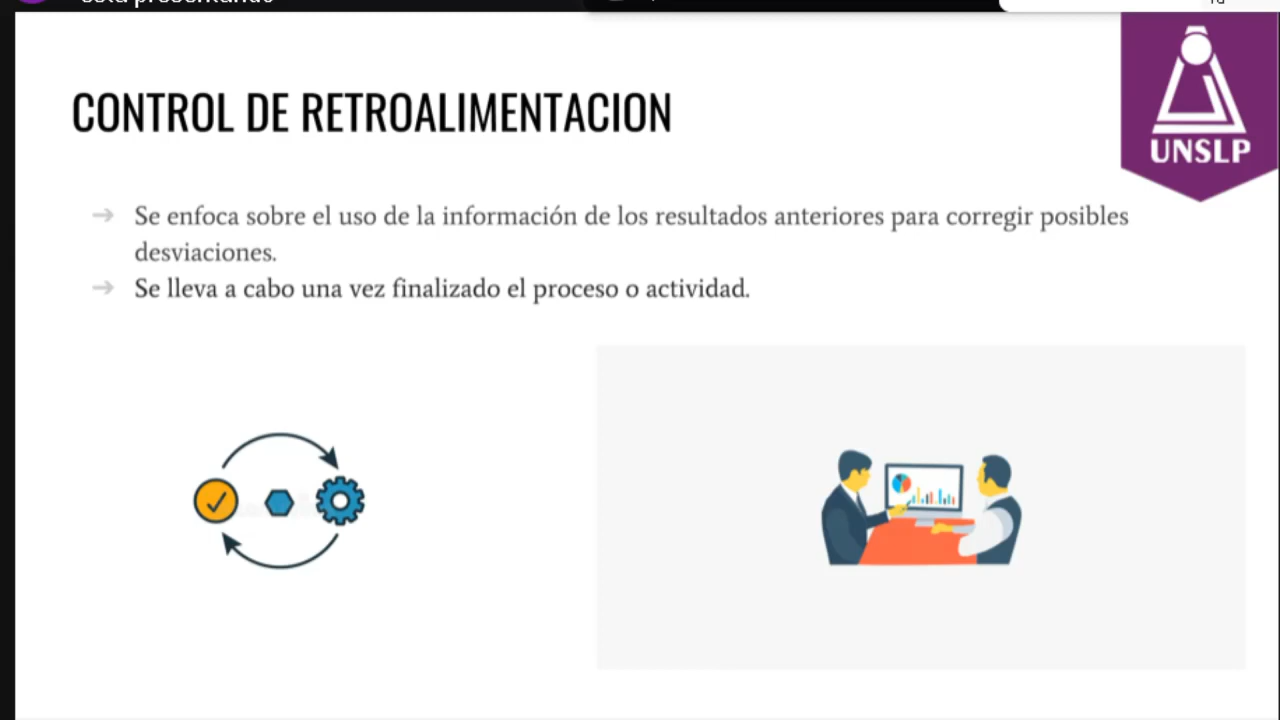 CONTROL DE RETROALIMENTACION
UNSLP
Se enfoca sobre el uso de la información de los resultados anteriores para corregir posibles
desviaciones.
Se lleva a cabo una vez finalizado el proceso o actividad.